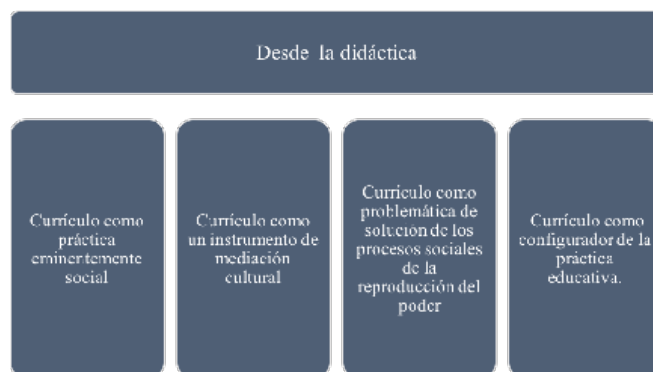 Desde la didáctica
Currículo como
práctica
eminentemente
social
Currículo como
un instrumento de
mediación
cultural
Currículo como
problemática de
solución de los
procesos sociales
de la
reproducción del
poder
Currículo como
configurador de la
práctica
educativa.